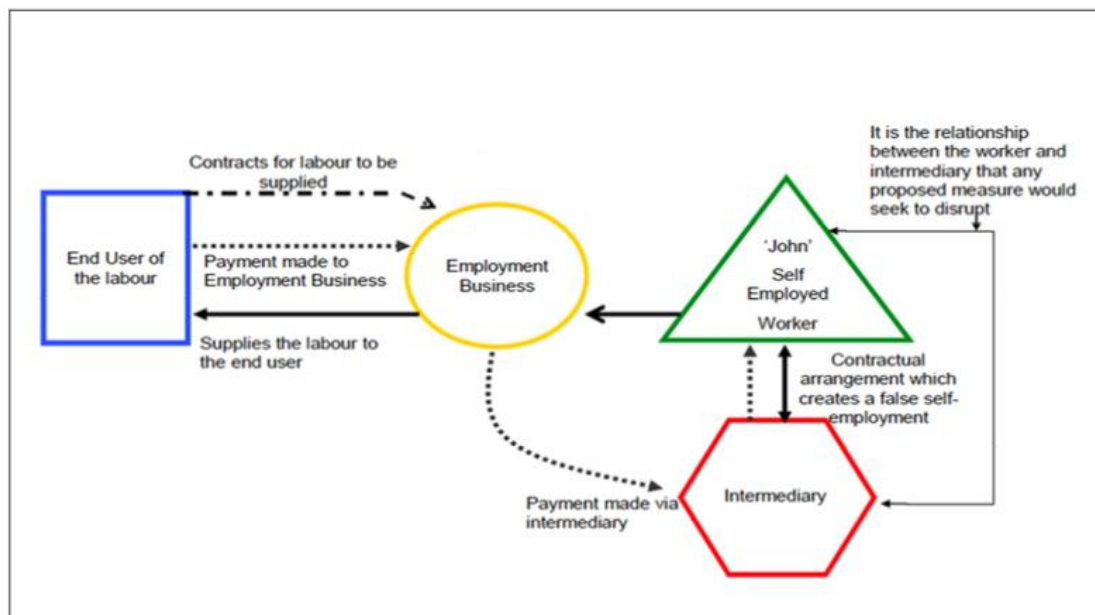 Contracts for labour to be
supplied
End User of
the labour
Payment made to
Employment Business
Supplies the labour to
the end user
Employment
Business
It is the relationship
between the worker and
intermediary that any
proposed measure would
seek to disrupt
'John'
Self
Employed
Worker
Contractual
arrangement which
creates a false self-
employment
Payment made via
intermediary
Intermediary